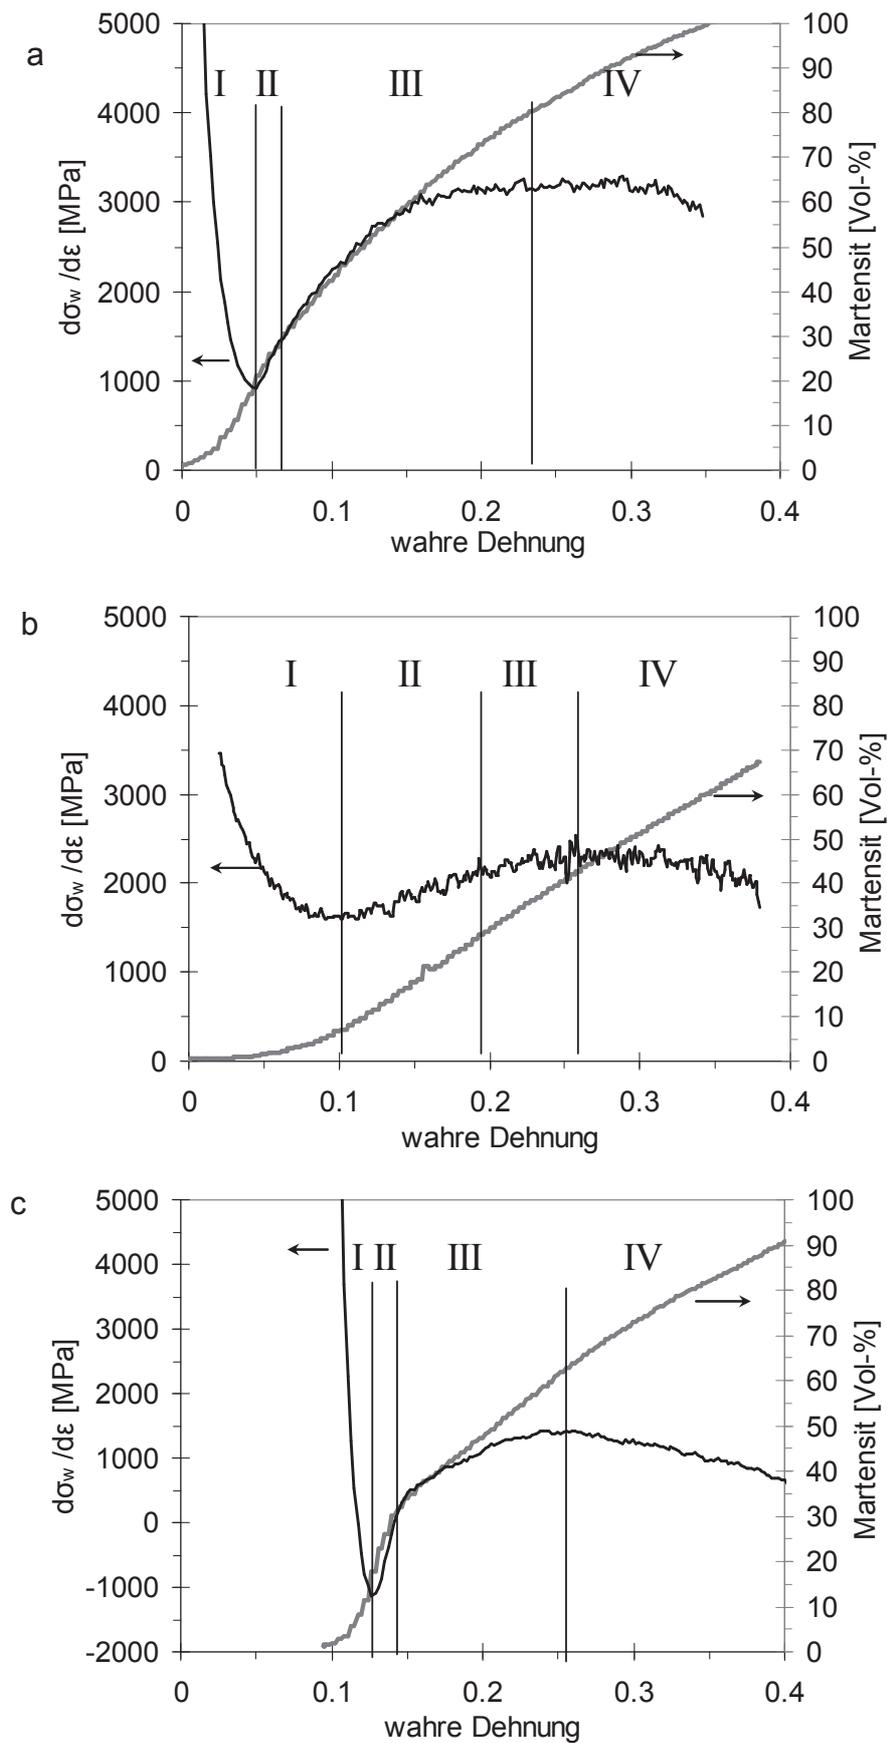 a
5000
4000
3000
2000
1000
0
dσw /dε [MPa]
I II III IV
100
90
80
70
60
50
40
30
20
10
0
Martensit [Vol-%]
0 0.1 0.2 0.3 0.4
wahre Dehnung
b
5000
4000
3000
2000
1000
0
dσw /dε [MPa]
I II III IV
100
90
80
70
60
50
40
30
20
10
0
Martensit [Vol-%]
0 0.1 0.2 0.3 0.4
wahre Dehnung
c
5000
4000
3000
2000
1000
0
-1000
-2000
dσw /dε [MPa]
I II III IV
100
90
80
70
60
50
40
30
20
10
0
Martensit [Vol-%]
0 0.1 0.2 0.3 0.4
wahre Dehnung